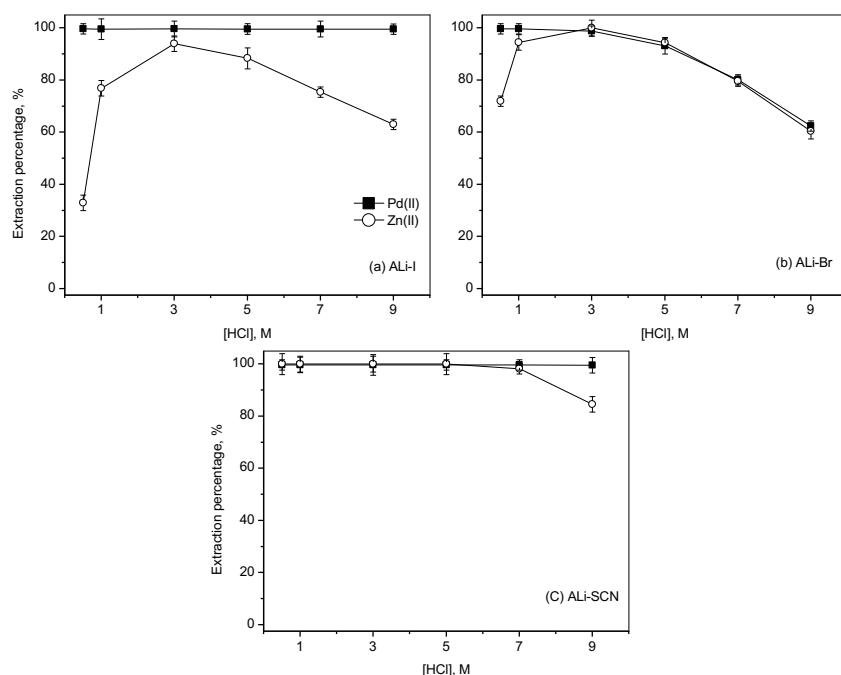 100
80
60
40
20
0
Extraction percentage, %
Pd(II)
Zn(II)
(a) ALi-I
1 3 5 7 9
[HCl], M
100
80
60
40
20
0
(b) ALi-Br
1 3 5 7 9
[HCl], M
100
80
60
40
20
0
Extraction percentage, %
(C) ALi-SCN
1 3 5 7 9
[HCl], M